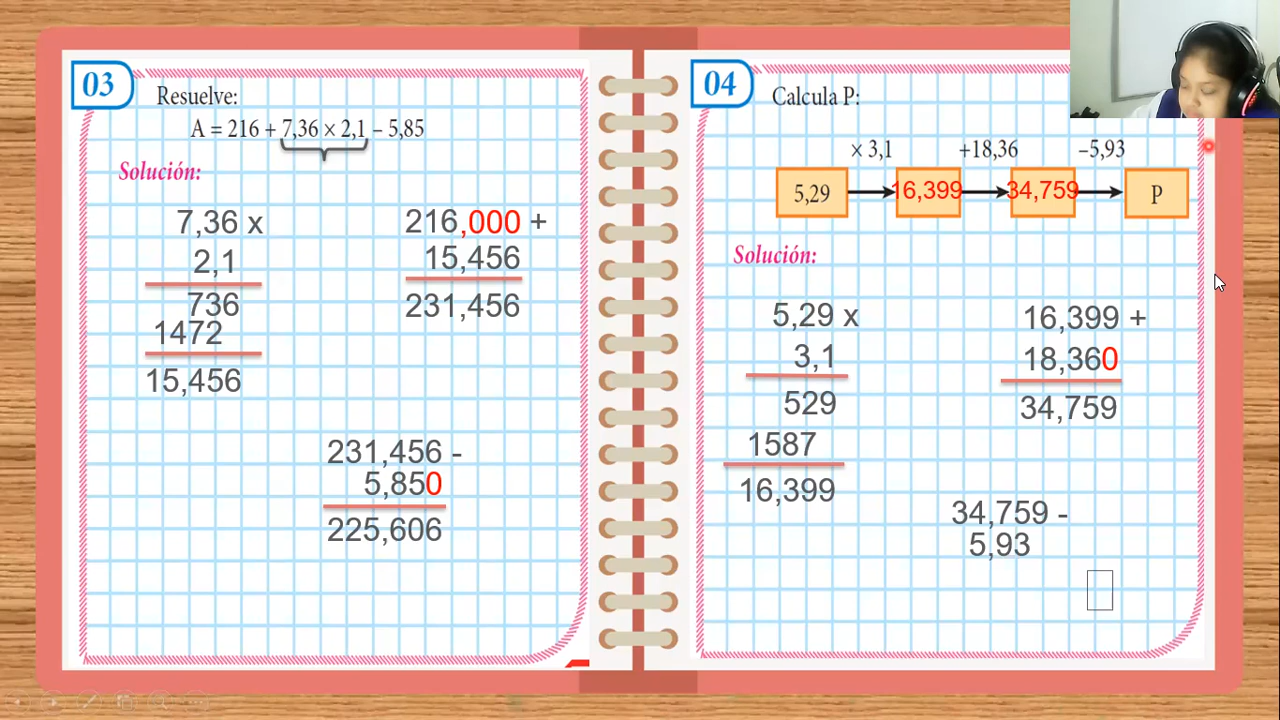 03
Resuelve:
A = 216 + 7,36 × 2,1 – 5,85
Solución:
7,36 x
2,1
736
1472
15,456
216,000 +
15,456
231,456
231,456 -
5,850
225,606
04
Calcula P:
× 3,1 +18,36 –5,93
5,29 16,399 34,759 P
Solución:
5,29 x
3,1
529
1587
16,399
16,399 +
18,360
34,759
34,759 -
5,93